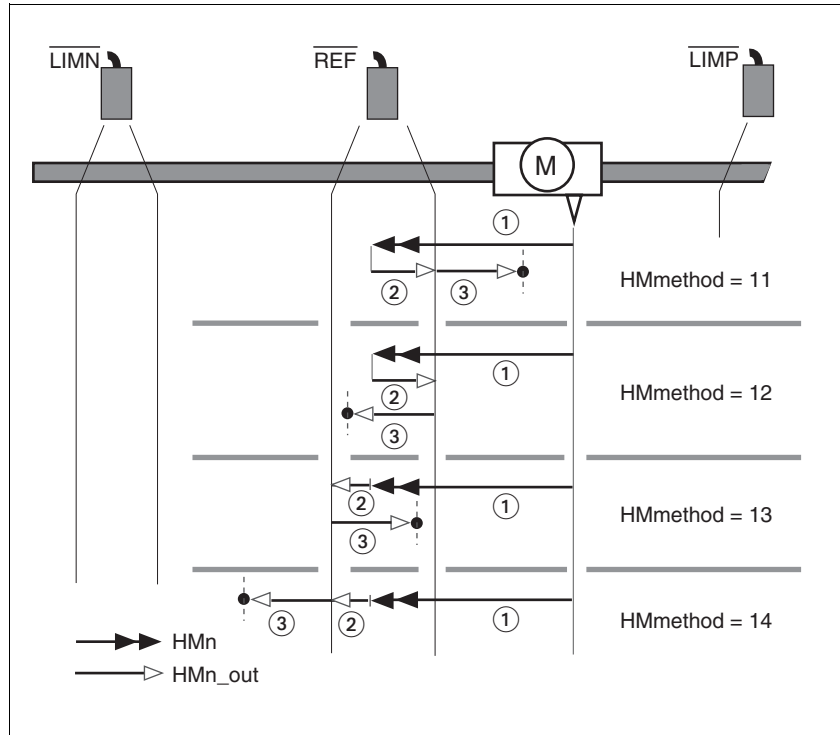 LIMN REF LIMP
M
①
② ③
HMmethod = 11
①
②
③
HMmethod = 12
②
①
③
HMmethod = 13
③ ② ①
HMmethod = 14
HMn
HMn_out